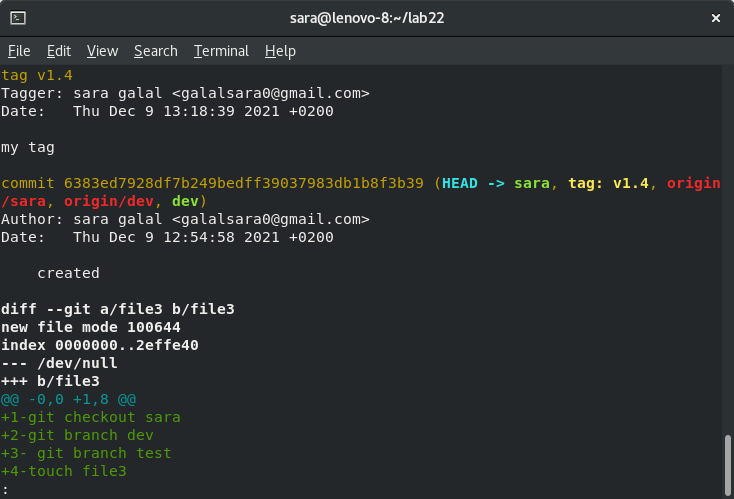 sara@lenovo-8:~/lab22
File Edit View Search Terminal Help
tag v1.4
Tagger: sara galal <galalsara0@gmail.com>
Date:   Thu Dec 9 13:18:39 2021 +0200
my tag
commit 6383ed7928df7b249bedff39037983db1b8f3b39 (HEAD -> sara, tag: v1.4, origin
/sara, origin/dev, dev)
Author: sara galal <galalsara0@gmail.com>
Date:   Thu Dec 9 12:54:58 2021 +0200
    created
diff --git a/file3 b/file3
new file mode 100644
index 0000000..2effe40
--- /dev/null
+++ b/file3
@@ -0,0 +1,8 @@
+1-git checkout sara
+2-git branch dev
+3- git branch test
+4-touch file3
: